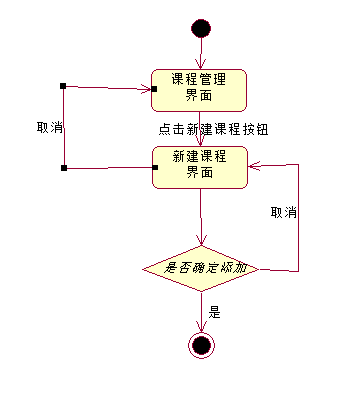 课程管理
界面
点击新建课程按钮
取消
新建课程
界面
取消
是否确定添加
是